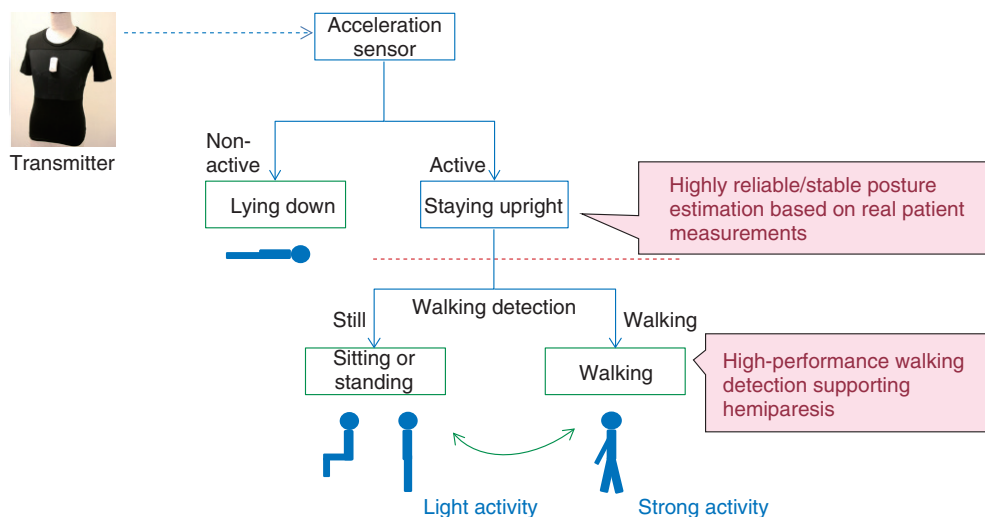 Acceleration
sensor
Transmitter
Non-
active
Active
Lying down
Staying upright
Highly reliable/stable posture
estimation based on real patient
measurements
Walking detection
Still
Walking
Sitting or
standing
Walking
High-performance walking
detection supporting
hemiparesis
Light activity
Strong activity